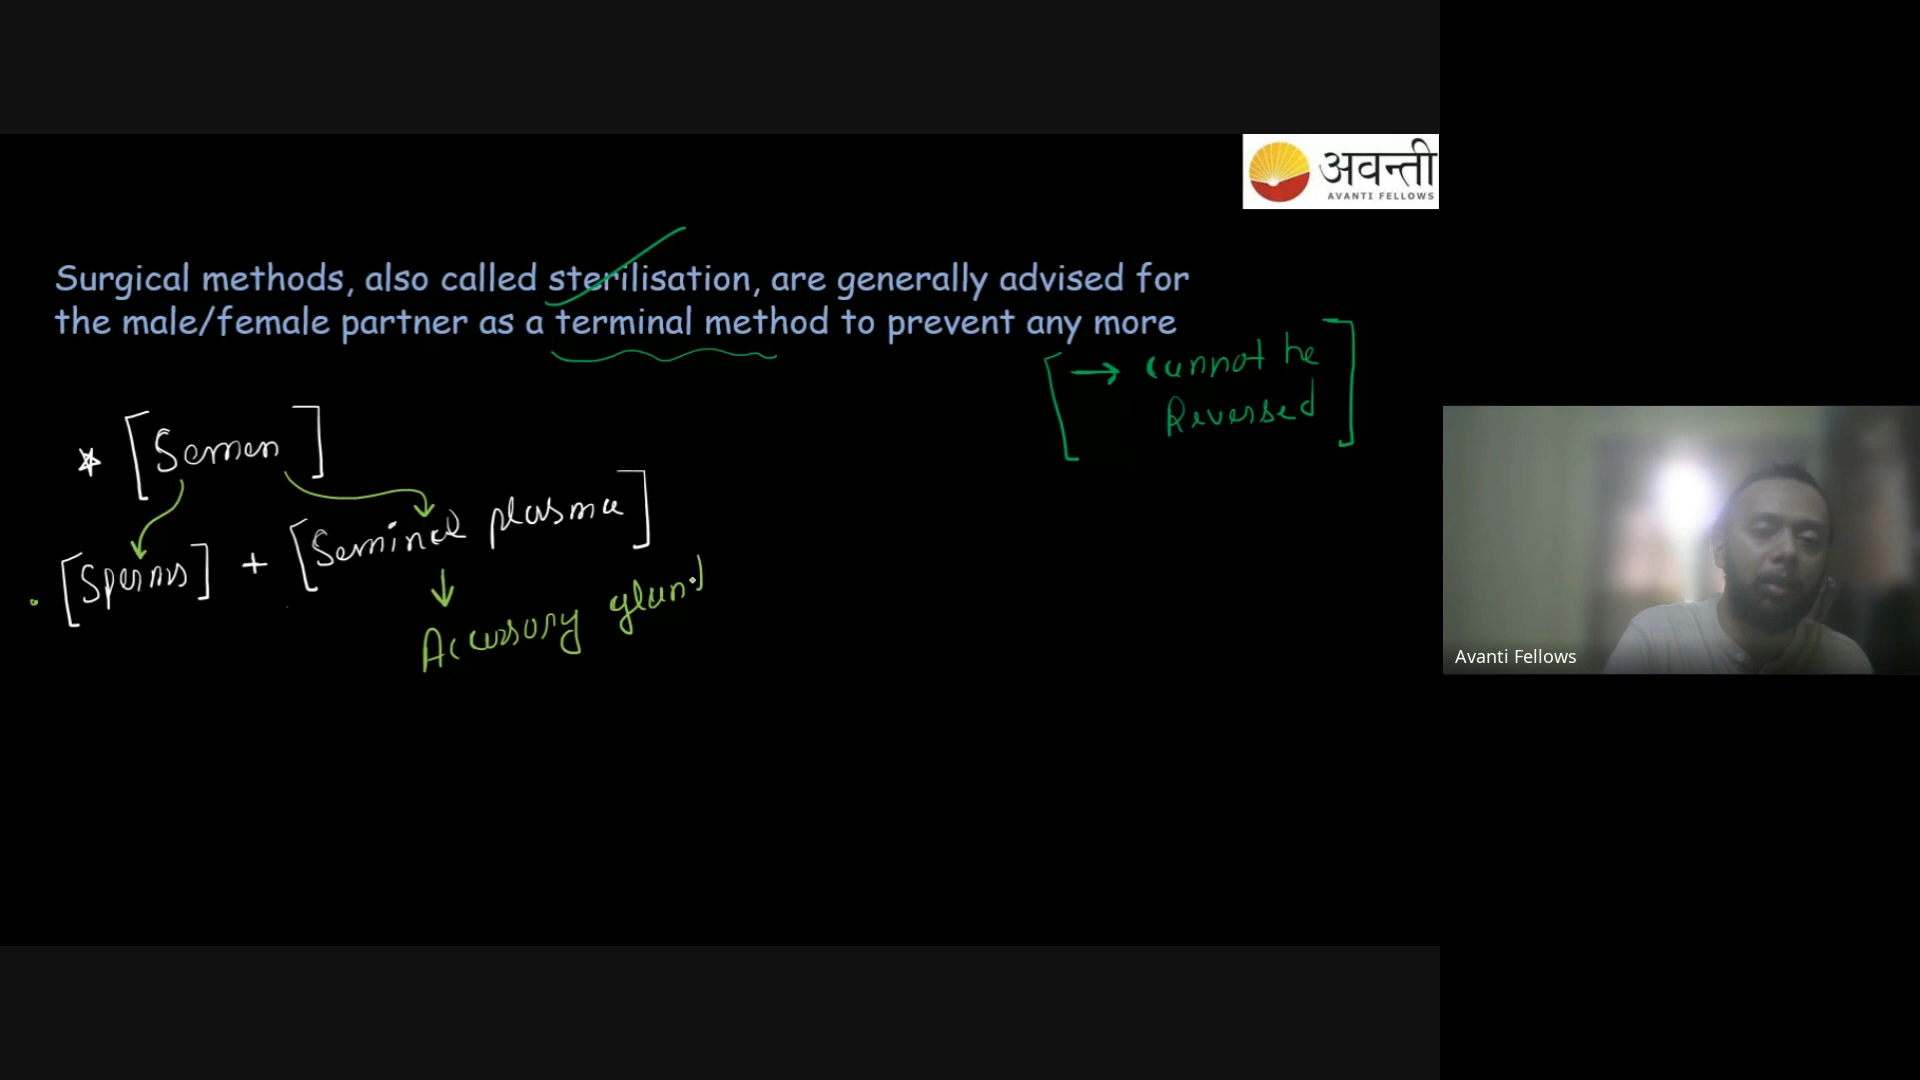 अवन्ती
AVANTI FELLOWS
Surgical methods, also called sterilisation, are generally advised for
the male/female partner as a terminal method to prevent any more
→ cannot be
Reversed
* [Semen]
[Sperms] + [Seminal plasma]
↓
Accessory gland
Avanti Fellows